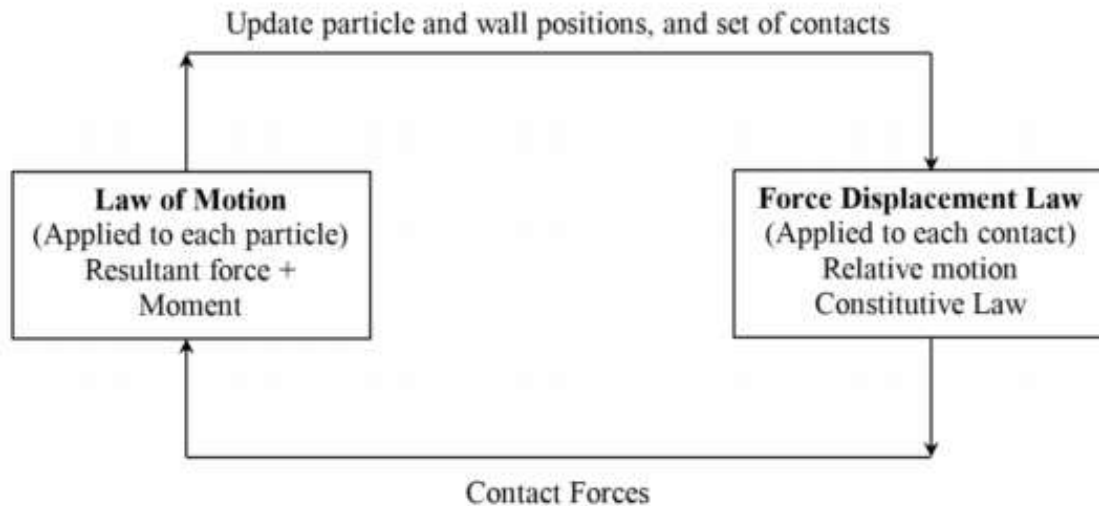 Update particle and wall positions, and set of contacts
Law of Motion
(Applied to each particle)
Resultant force +
Moment
Force Displacement Law
(Applied to each contact)
Relative motion
Constitutive Law
Contact Forces